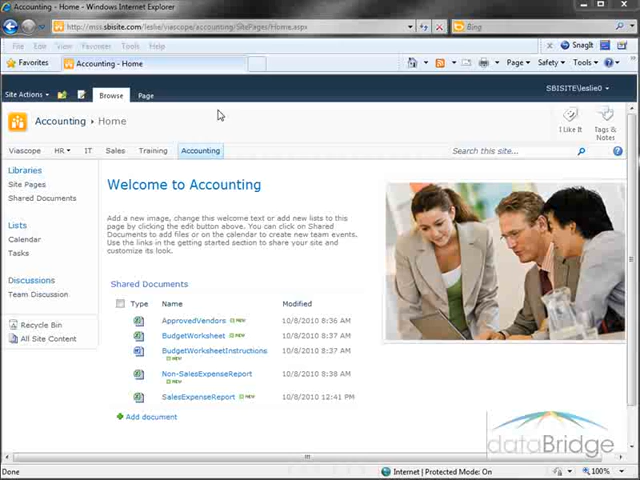 Accounting - Home - Windows Internet Explorer
http://mss.sbisite.com/leslie/viascope/accounting/SitePages/Home.aspx
Bing
File Edit View Favorites Tools Help
SnagIt
Favorites
Accounting - Home
Page
Safety
Tools
Site Actions
Browse
Page
SBISITE\leslie0
Accounting
Home
I Like It
Tags & Notes
Viascope
HR
IT
Sales
Training
Accounting
Search this site...
Libraries
Site Pages
Shared Documents
Lists
Calendar
Tasks
Discussions
Team Discussion
Recycle Bin
All Site Content
Welcome to Accounting
Add a new image, change this welcome text or add new lists to this
page by clicking the edit button above. You can click on Shared
Documents to add files or on the calendar to create new team events.
Use the links in the getting started section to share your site and
customize its look.
Shared Documents
Type Name Modified
ApprovedVendors NEW 10/8/2010 8:36 AM
BudgetWorksheet NEW 10/8/2010 8:37 AM
BudgetWorksheetInstructions 10/8/2010 8:37 AM
NEW
Non-SalesExpenseReport 10/8/2010 8:38 AM
NEW
SalesExpenseReport NEW 10/8/2010 12:41 PM
Add document
dataBridge
Done
Internet | Protected Mode: On
100%